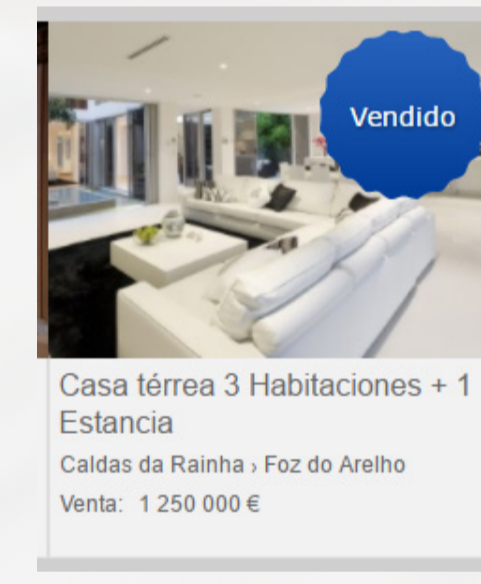 Vendido
Casa térrea 3 Habitaciones + 1
Estancia
Caldas da Rainha › Foz do Arelho
Venta: 1 250 000 €